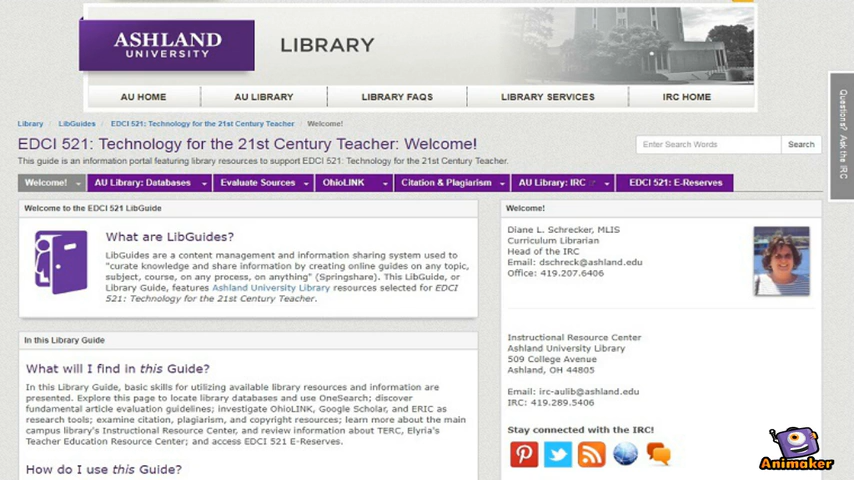 ASHLAND
UNIVERSITY
LIBRARY
AU HOME
AU LIBRARY
LIBRARY FAQS
LIBRARY SERVICES
IRC HOME
Questions? Ask the IRC
Library / LibGuides / EDCI 521: Technology for the 21st Century Teacher / Welcome!
EDCI 521: Technology for the 21st Century Teacher: Welcome!
Enter Search Words
Search
This guide is an information portal featuring library resources to support EDCI 521: Technology for the 21st Century Teacher.
Welcome!
AU Library: Databases
Evaluate Sources
OhioLINK
Citation & Plagiarism
AU Library: IRC
EDCI 521: E-Reserves
Welcome to the EDCI 521 LibGuide
What are LibGuides?
LibGuides are a content management and information sharing system used to
"curate knowledge and share information by creating online guides on any topic,
subject, course, on any process, on anything" (Springshare). This LibGuide, or
Library Guide, features Ashland University Library resources selected for EDCI
521: Technology for the 21st Century Teacher.
In this Library Guide
What will I find in this Guide?
In this Library Guide, basic skills for utilizing available library resources and information are
presented. Explore this page to locate library databases and use OneSearch; discover
fundamental article evaluation guidelines; investigate OhioLINK, Google Scholar, and ERIC as
research tools; examine citation, plagiarism, and copyright resources; learn more about the main
campus library's Instructional Resource Center, and review information about TERC, Elyria's
Teacher Education Resource Center; and access EDCI 521 E-Reserves.
How do I use this Guide?
Welcome!
Diane L. Schrecker, MLIS
Curriculum Librarian
Head of the IRC
Email: dschreck@ashland.edu
Office: 419.207.6406
Instructional Resource Center
Ashland University Library
509 College Avenue
Ashland, OH 44805
Email: irc-aulib@ashland.edu
IRC: 419.289.5406
Stay connected with the IRC!
Animaker